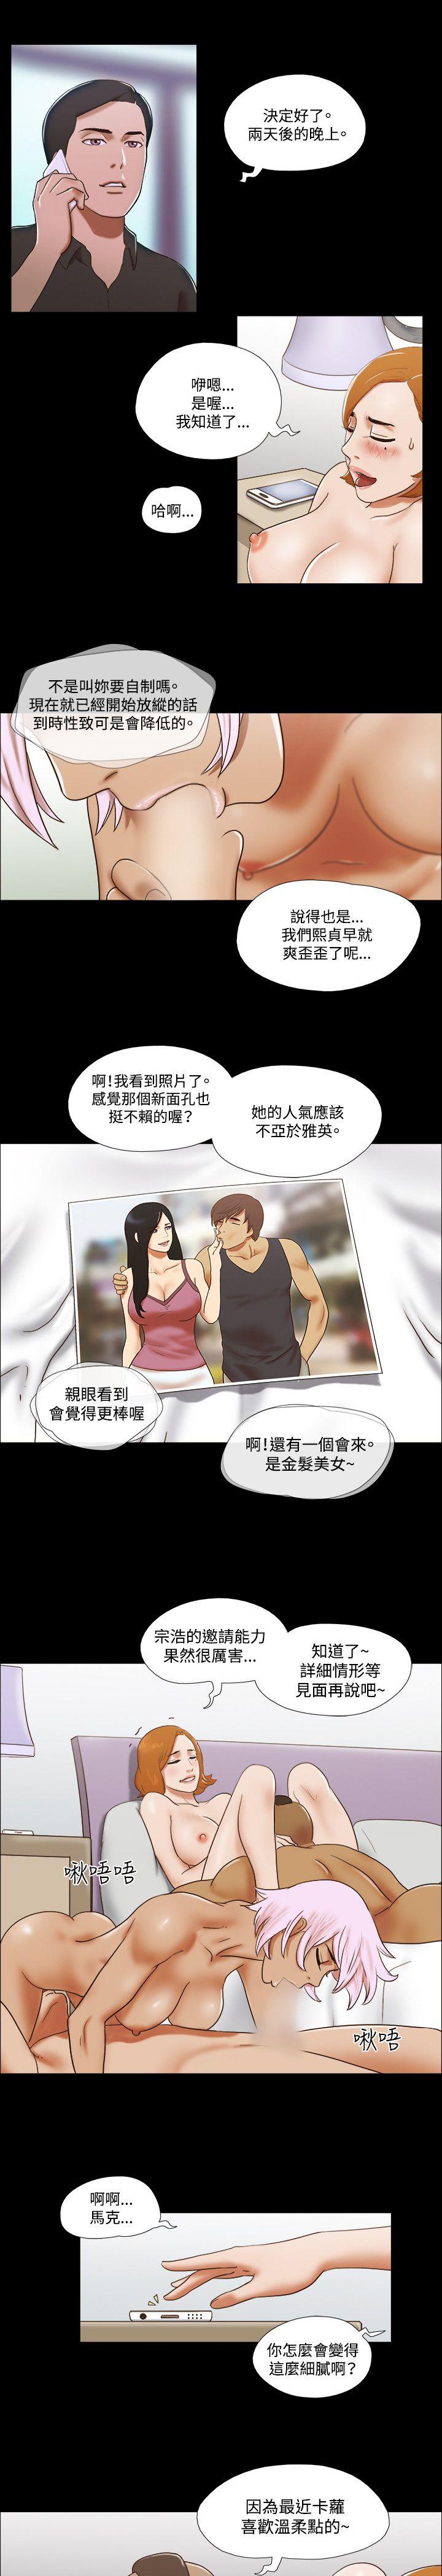 決定好了。
兩天後的晚上。
咿嗯...
是喔...
我知道了...
哈啊...
不是叫妳要自制嗎。
現在就已經開始放縱的話
到時性致可是會降低的。
說得也是...
我們熙貞早就
爽歪歪了呢...
啊!我看到照片了。
感覺那個新面孔也
挺不賴的喔?
她的人氣應該
不亞於雅英。
親眼看到
會覺得更棒喔
啊!還有一個會來。
是金髮美女~
宗浩的邀請能力
果然很厲害...
知道了~
詳細情形等
見面再說吧~
啾唔唔
啾唔
啊啊...
馬克...
你怎麼會變得
這麼細膩啊?
因為最近卡蘿
喜歡溫柔點的~